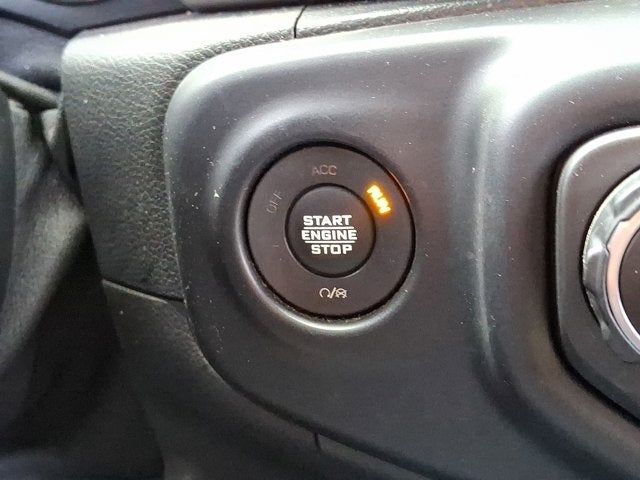 ACC
OFF
RUN
START
ENGINE
STOP